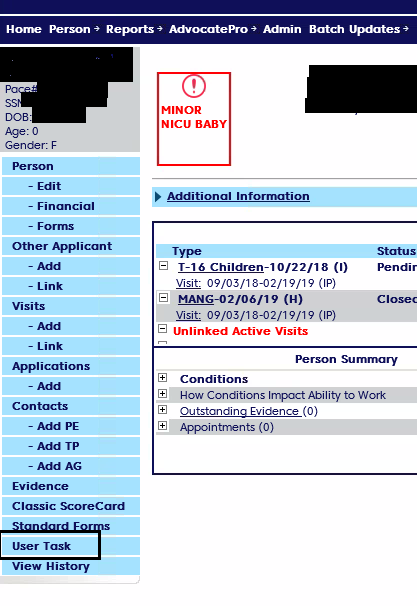 Home Person Reports AdvocatePro Admin Batch Updates
Pace#
SSN
DOB:
Age: 0
Gender: F
MINOR
NICU BABY
Person
- Edit
- Financial
- Forms
Other Applicant
- Add
- Link
Visits
- Add
- Link
Applications
- Add
Contacts
- Add PE
- Add TP
- Add AG
Evidence
Classic ScoreCard
Standard Forms
User Task
View History
Additional Information
Type Status
T-16 Children-10/22/18 (I) Pendin
Visit: 09/03/18-02/19/19 (IP)
MANG-02/06/19 (H) Closed
Visit: 09/03/18-02/19/19 (IP)
Unlinked Active Visits
Person Summary
Conditions
How Conditions Impact Ability to Work
Outstanding Evidence (0)
Appointments (0)